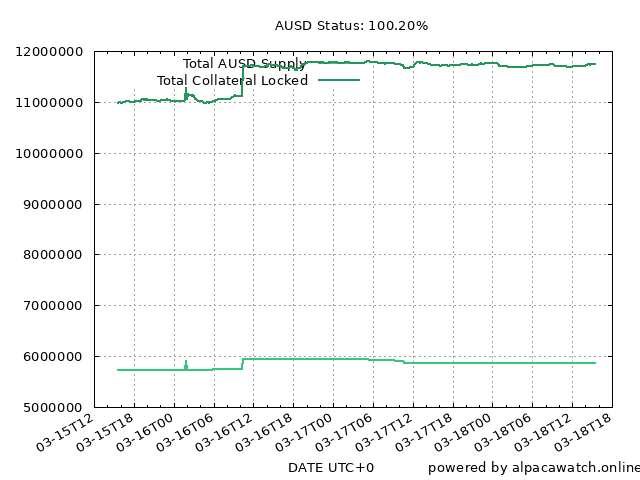 AUSD Status: 100.20%
12000000
Total AUSD Supply
Total Collateral Locked
11000000
10000000
9000000
8000000
7000000
6000000
5000000
03-15T12
03-15T18
03-16T00
03-16T06
03-16T12
03-16T18
03-17T00
03-17T06
03-17T12
03-17T18
03-18T00
03-18T06
03-18T12
03-18T18
DATE UTC+0
powered by alpacawatch.online